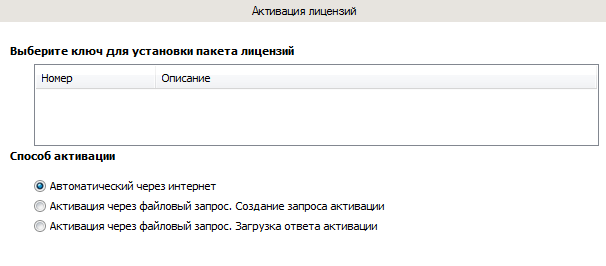 Активация лицензий
Выберите ключ для установки пакета лицензий
Номер Описание
Способ активации
Автоматический через интернет
Активация через файловый запрос. Создание запроса активации
Активация через файловый запрос. Загрузка ответа активации